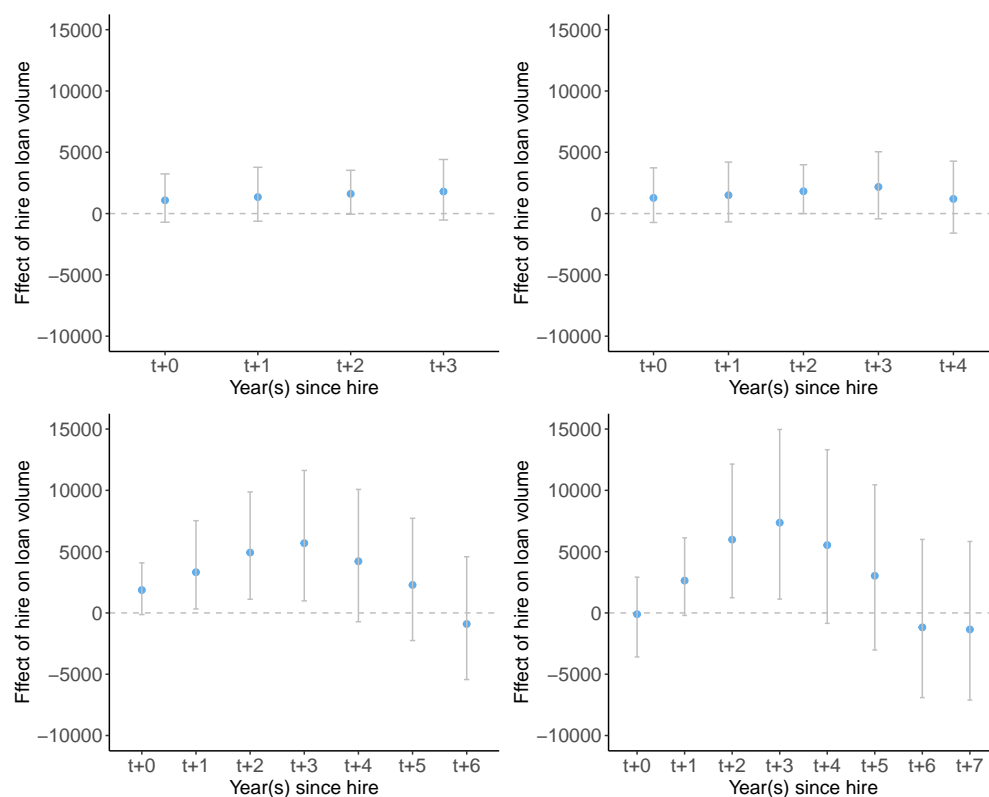 15000
10000
5000
0
−5000
−10000
Fffect of hire on loan volume
t+0 t+1 t+2 t+3
Year(s) since hire
15000
10000
5000
0
−5000
−10000
Fffect of hire on loan volume
t+0 t+1 t+2 t+3 t+4
Year(s) since hire
15000
10000
5000
0
−5000
−10000
Fffect of hire on loan volume
t+0 t+1 t+2 t+3 t+4 t+5 t+6
Year(s) since hire
15000
10000
5000
0
−5000
−10000
Fffect of hire on loan volume
t+0 t+1 t+2 t+3 t+4 t+5 t+6 t+7
Year(s) since hire